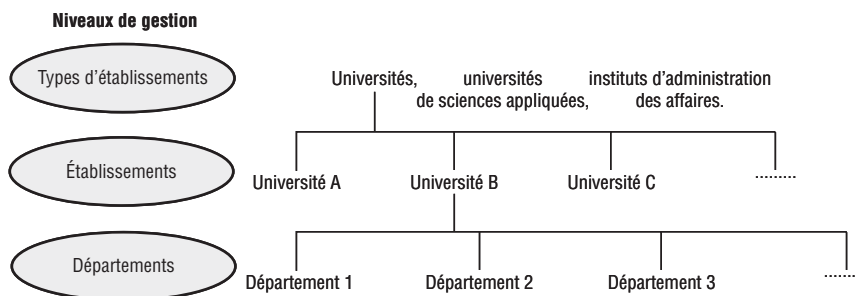 Niveaux de gestion
Types d'établissements
Universités, universités instituts d'administration
de sciences appliquées, des affaires.
Établissements
Université A Université B Université C ..........
Départements
Département 1 Département 2 Département 3 ........